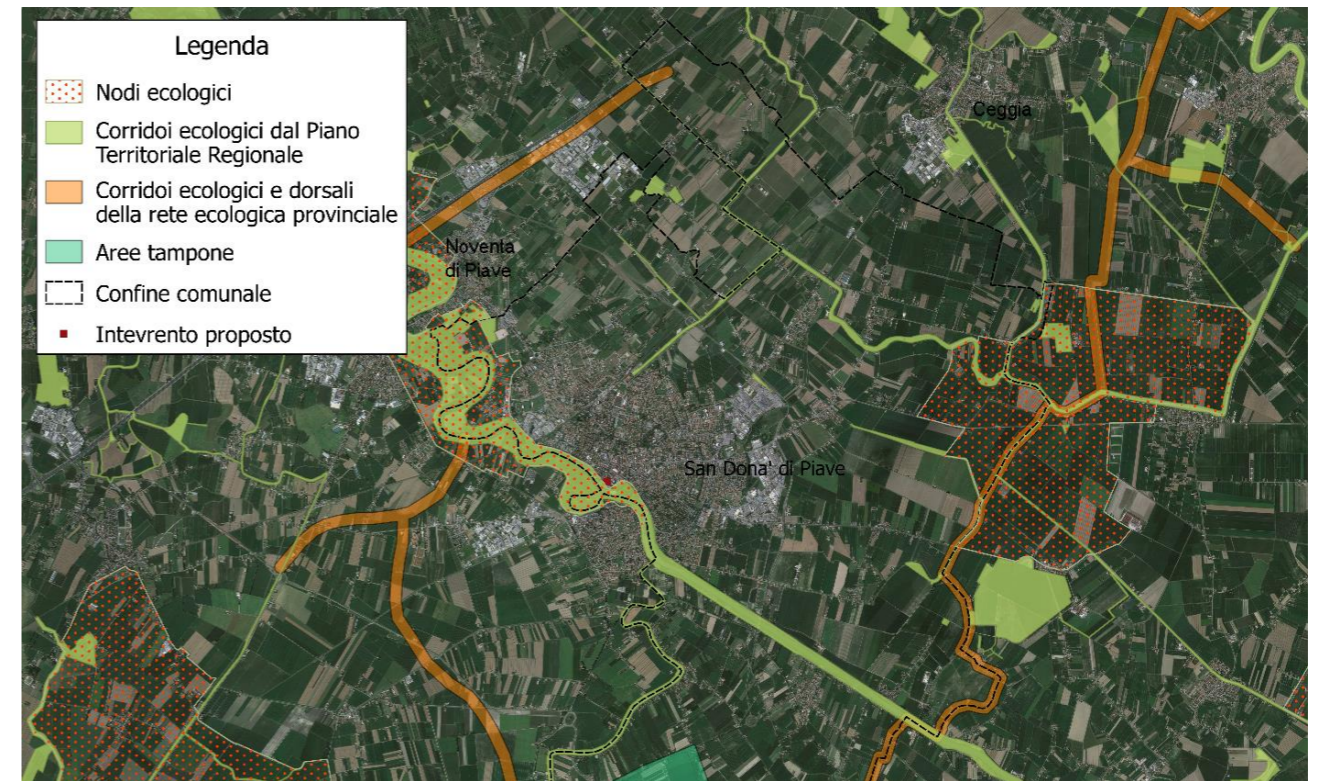 Legenda
Nodi ecologici
Corridoi ecologici dal Piano
Territoriale Regionale
Corridoi ecologici e dorsali
della rete ecologica provinciale
Aree tampone
Confine comunale
Intevrento proposto
Ceggia
Noventa
di Piave
San Dona' di Piave